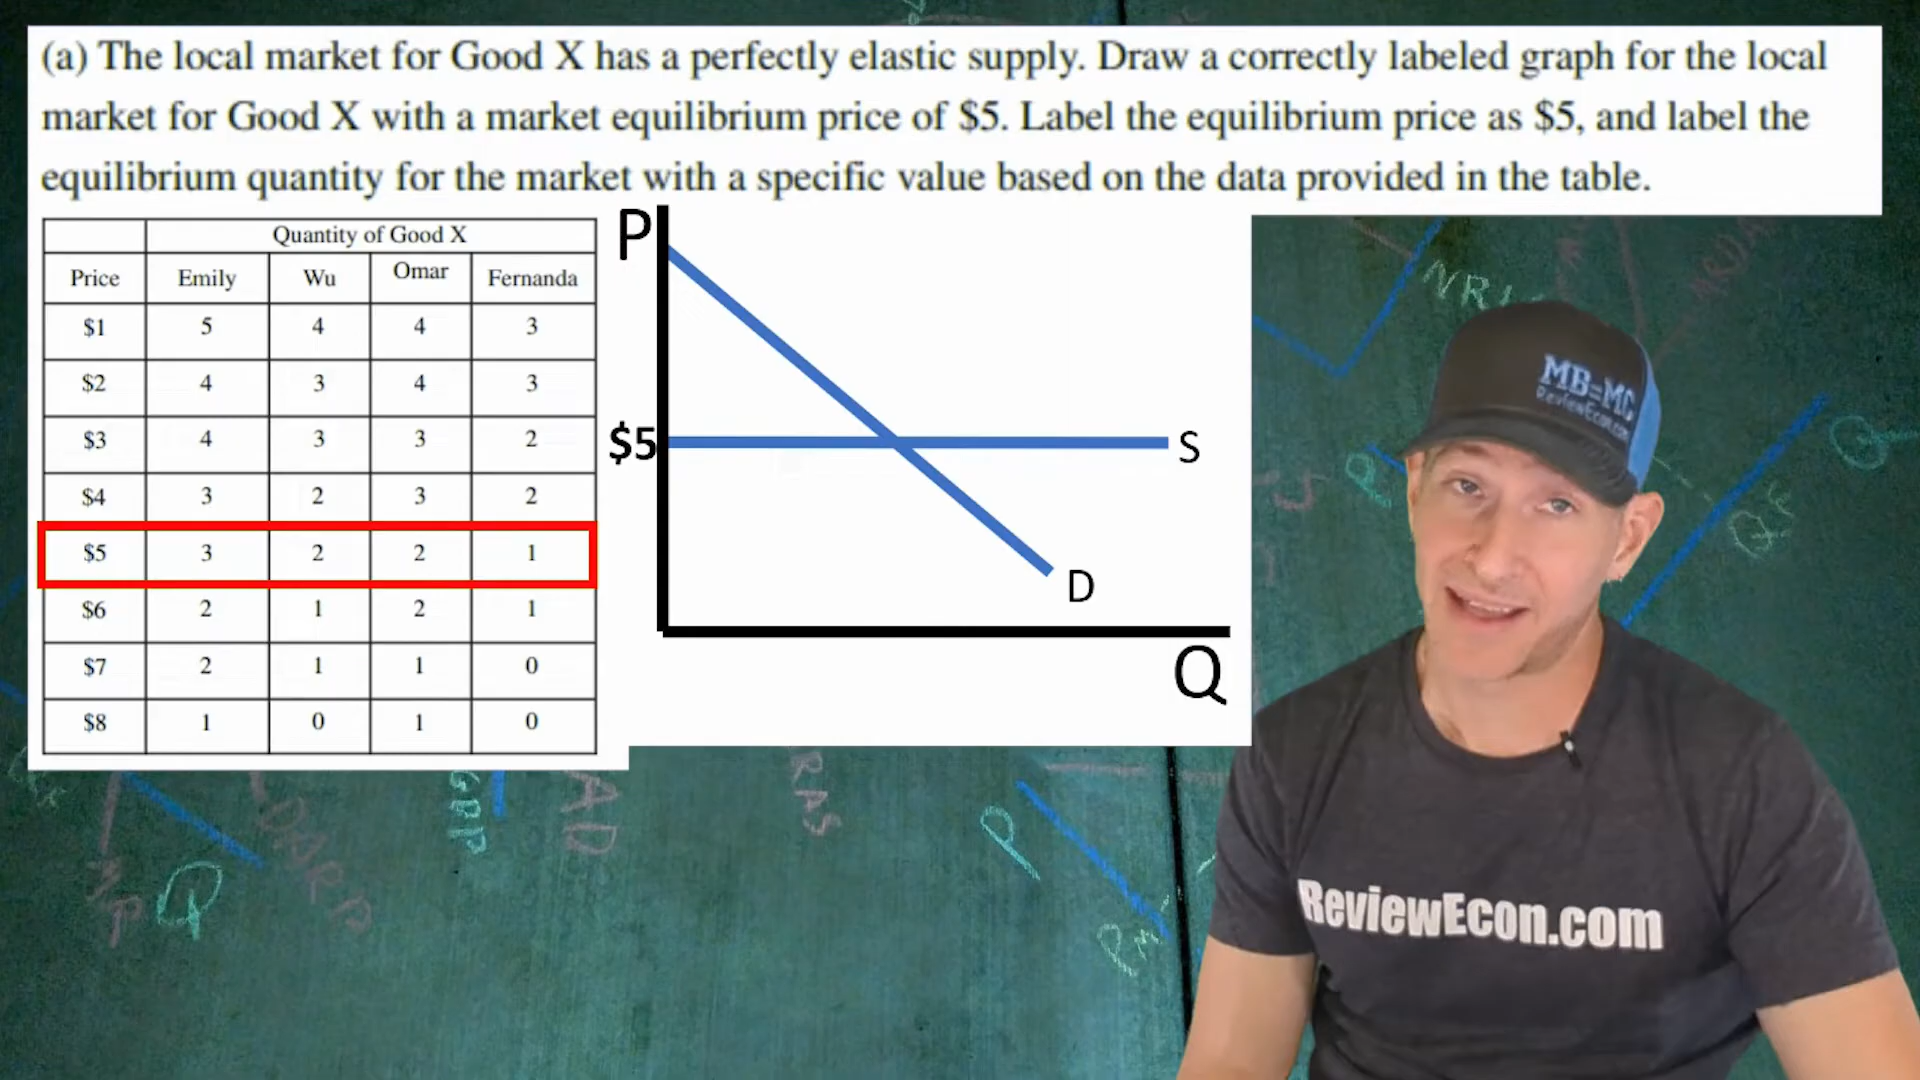 (a) The local market for Good X has a perfectly elastic supply. Draw a correctly labeled graph for the local
market for Good X with a market equilibrium price of $5. Label the equilibrium price as $5, and label the
equilibrium quantity for the market with a specific value based on the data provided in the table.
Quantity of Good X
Price Emily Wu Omar Fernanda
$1 5 4 4 3
$2 4 3 4 3
$3 4 3 3 2
$4 3 2 3 2
$5 3 2 2 1
$6 2 1 2 1
$7 2 1 1 0
$8 1 0 1 0
P
$5
S
D
Q
MB=MC
ReviewEcon.com
ReviewEcon.com
P
Q
AD
P